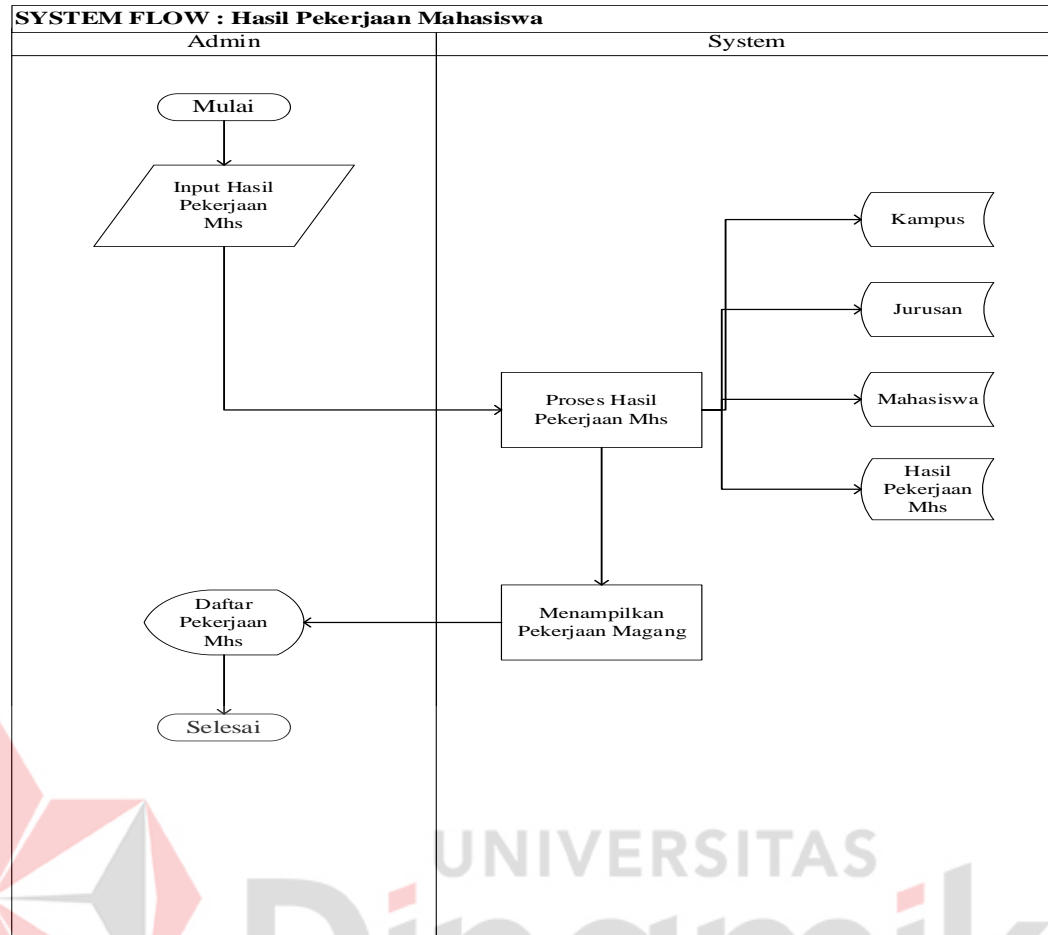 SYSTEM FLOW : Hasil Pekerjaan Mahasiswa
Admin
System
Mulai
Input Hasil
Pekerjaan
Mhs
Kampus
Jurusan
Proses Hasil
Pekerjaan Mhs
Mahasiswa
Hasil
Pekerjaan
Mhs
Menampilkan
Pekerjaan Magang
Daftar
Pekerjaan
Mhs
Selesai
UNIVERSITAS